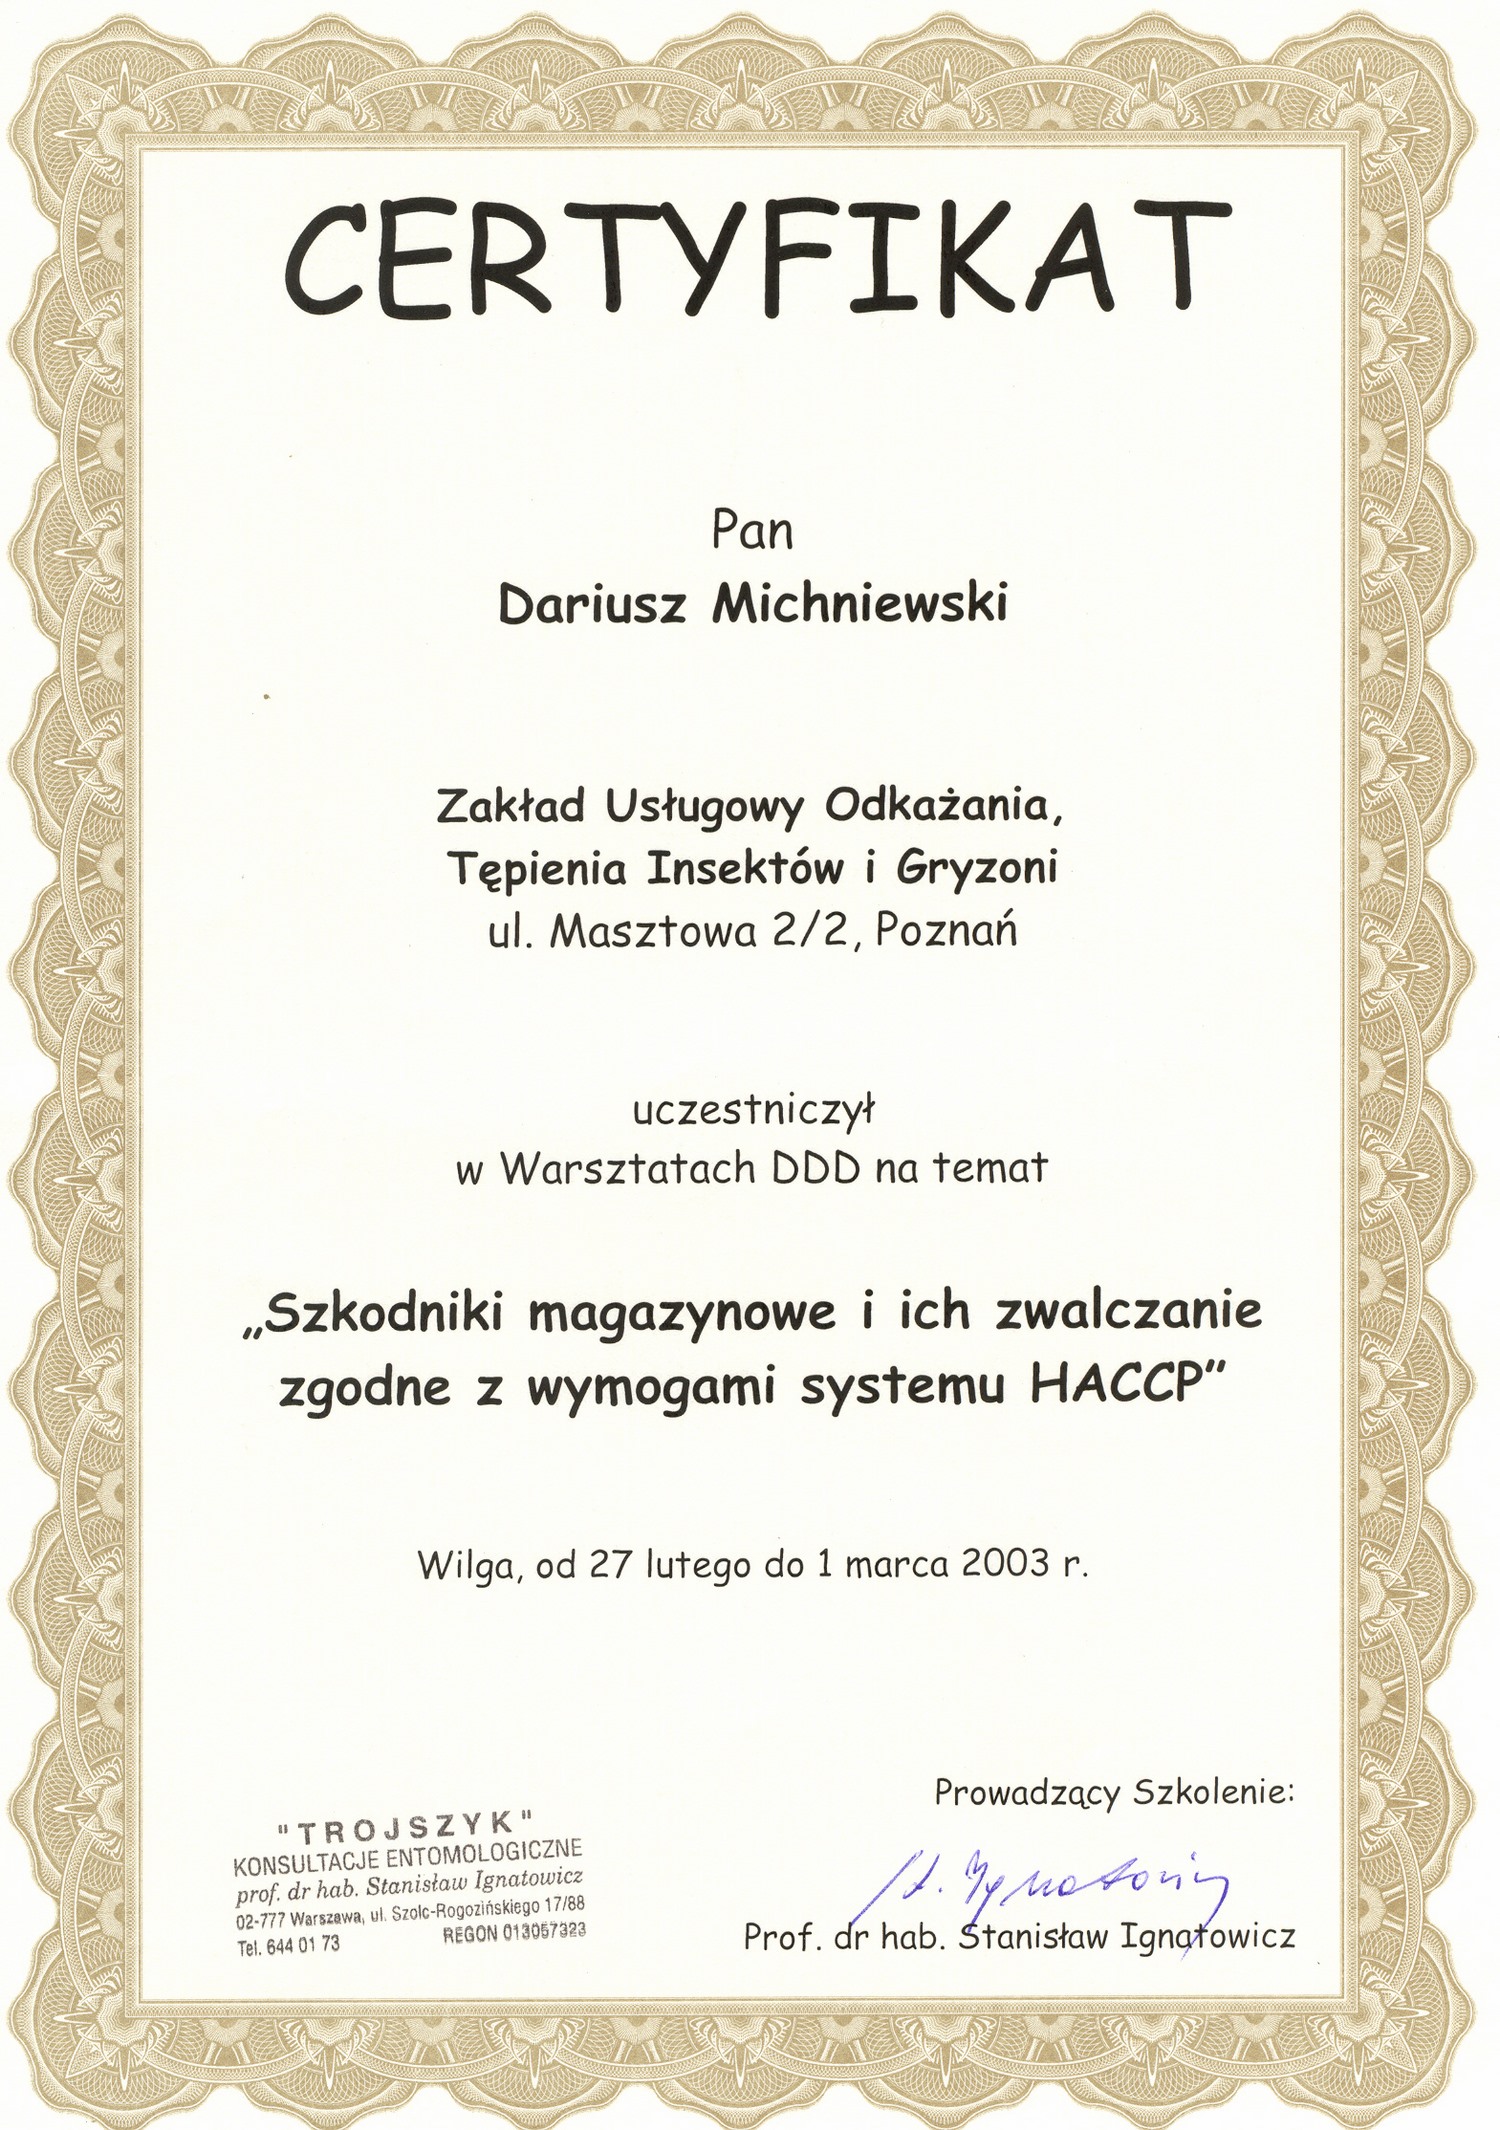 CERTYFIKAT
Pan
Dariusz Michniewski
Zakład Usługowy Odkażania,
Tępienia Insektów i Gryzoni
ul. Masztowa 2/2, Poznań
uczestniczył
w Warsztatach DDD na temat
„Szkodniki magazynowe i ich zwalczanie
zgodne z wymogami systemu HACCP”
Wilga, od 27 lutego do 1 marca 2003 r.
Prowadzący Szkolenie:
St. Ignatowicz
Prof. dr hab. Stanisław Ignatowicz
"TROJSZYK"
KONSULTACJE ENTOMOLOGICZNE
prof. dr hab. Stanisław Ignatowicz
02-777 Warszawa, ul. Szolc-Rogozińskiego 17/88
Tel. 644 01 73 REGON 013057323